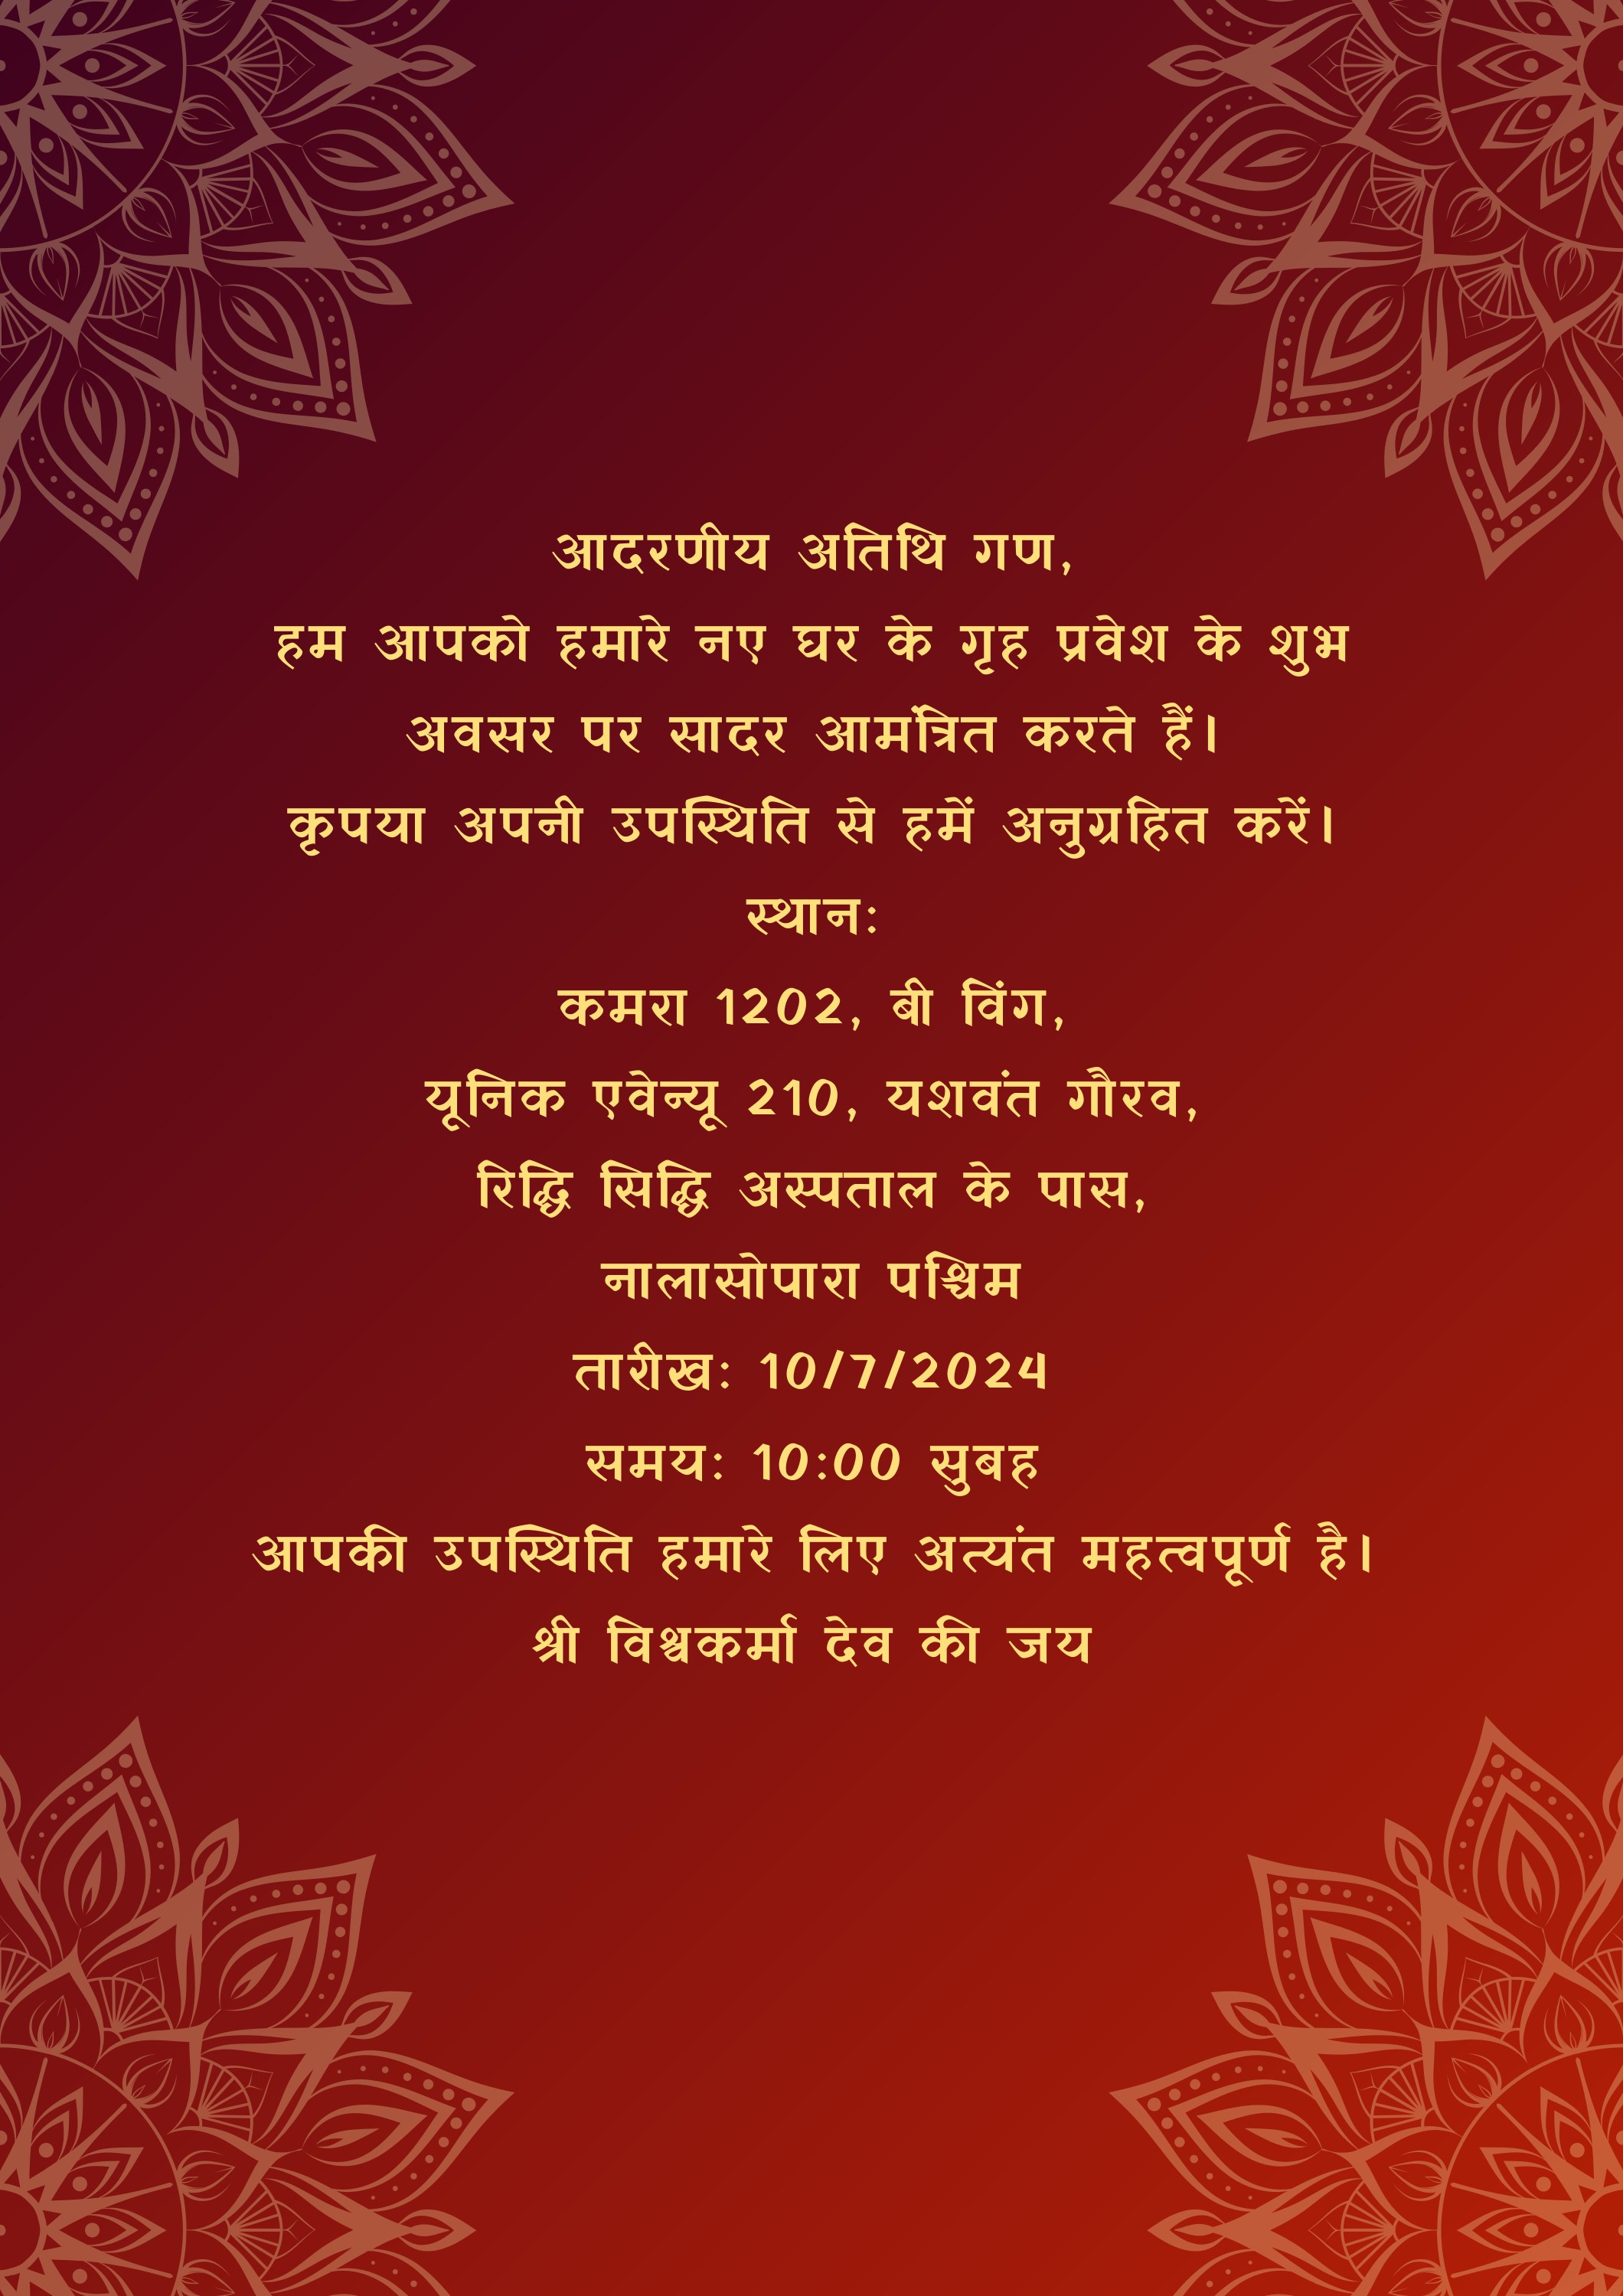 आदरणीय अतिथि गण,
हम आपको हमारे नए घर के गृह प्रवेश के शुभ
अवसर पर सादर आमंत्रित करते हैं।
कृपया अपनी उपस्थिति से हमें अनुग्रहित करें।
स्थान:
कमरा 1202, बी विंग,
यूनिक एवेन्यू 210, यशवंत गौरव,
रिद्धि सिद्धि अस्पताल के पास,
नालासोपारा पश्चिम
तारीख: 10/7/2024
समय: 10:00 सुबह
आपकी उपस्थिति हमारे लिए अत्यंत महत्वपूर्ण है।
श्री विश्वकर्मा देव की जय